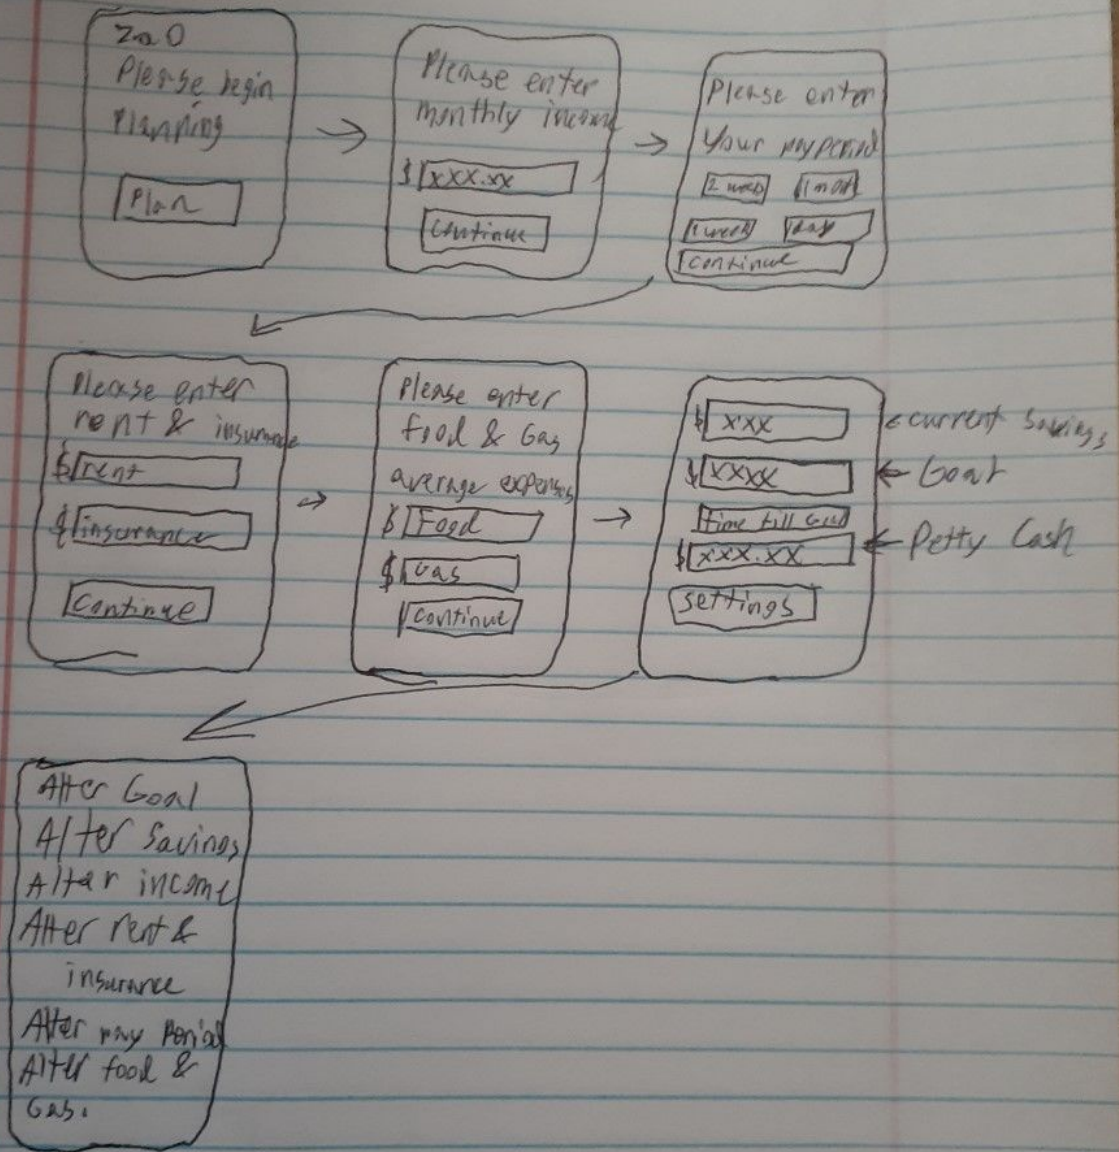 ZaO
Please begin
Planning
Plan
Please enter
monthly income
$ xxx.xx
Continue
Please enter
Your pay period
2 week 1 month
1 week day
Continue
Please enter
rent & insurance
$ rent
$ insurance
Continue
Please enter
food & Gas
average expenses
$ Food
$ Gas
Continue
$ xxx
current savings
$ xxxx
Goal
time till Goal
$ xxx.xx
Petty Cash
settings
Alter Goal
Alter Savings
Alter income
Alter rent &
insurance
Alter pay Period
Alter food &
Gas.